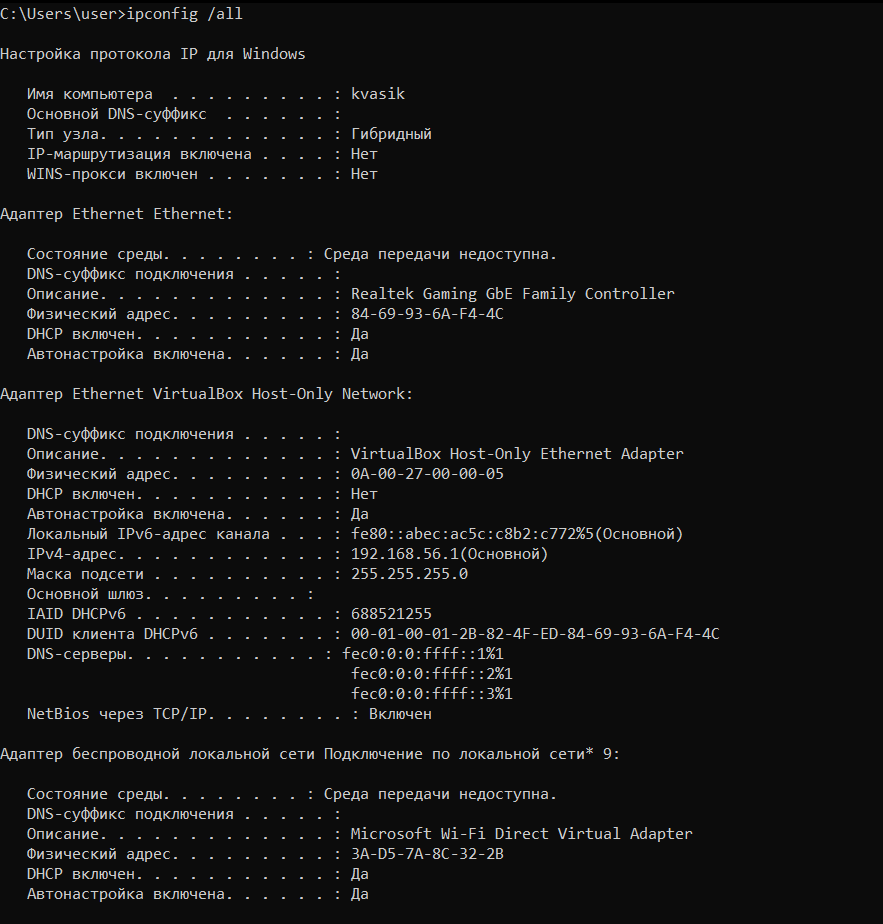 C:\Users\user>ipconfig /all
Настройка протокола IP для Windows
Имя компьютера  . . . . . . . . . : kvasik
Основной DNS-суффикс  . . . . . . :
Тип узла. . . . . . . . . . . . . : Гибридный
IP-маршрутизация включена . . . . : Нет
WINS-прокси включен . . . . . . . : Нет
Адаптер Ethernet Ethernet:
Состояние среды. . . . . . . . : Среда передачи недоступна.
DNS-суффикс подключения . . . . . :
Описание. . . . . . . . . . . . . : Realtek Gaming GbE Family Controller
Физический адрес. . . . . . . . . : 84-69-93-6A-F4-4C
DHCP включен. . . . . . . . . . . : Да
Автонастройка включена. . . . . . : Да
Адаптер Ethernet VirtualBox Host-Only Network:
DNS-суффикс подключения . . . . . :
Описание. . . . . . . . . . . . . : VirtualBox Host-Only Ethernet Adapter
Физический адрес. . . . . . . . . : 0A-00-27-00-00-05
DHCP включен. . . . . . . . . . . : Нет
Автонастройка включена. . . . . . : Да
Локальный IPv6-адрес канала . . . : fe80::abec:ac5c:c8b2:c772%5(Основной)
IPv4-адрес. . . . . . . . . . . . : 192.168.56.1(Основной)
Маска подсети . . . . . . . . . . : 255.255.255.0
Основной шлюз. . . . . . . . . :
IAID DHCPv6 . . . . . . . . . . . : 688521255
DUID клиента DHCPv6 . . . . . . . : 00-01-00-01-2B-82-4F-ED-84-69-93-6A-F4-4C
DNS-серверы. . . . . . . . . . . : fec0:0:0:ffff::1%1
fec0:0:0:ffff::2%1
fec0:0:0:ffff::3%1
NetBios через TCP/IP. . . . . . . . : Включен
Адаптер беспроводной локальной сети Подключение по локальной сети* 9:
Состояние среды. . . . . . . . : Среда передачи недоступна.
DNS-суффикс подключения . . . . . :
Описание. . . . . . . . . . . . . : Microsoft Wi-Fi Direct Virtual Adapter
Физический адрес. . . . . . . . . : 3A-D5-7A-8C-32-2B
DHCP включен. . . . . . . . . . . : Да
Автонастройка включена. . . . . . : Да